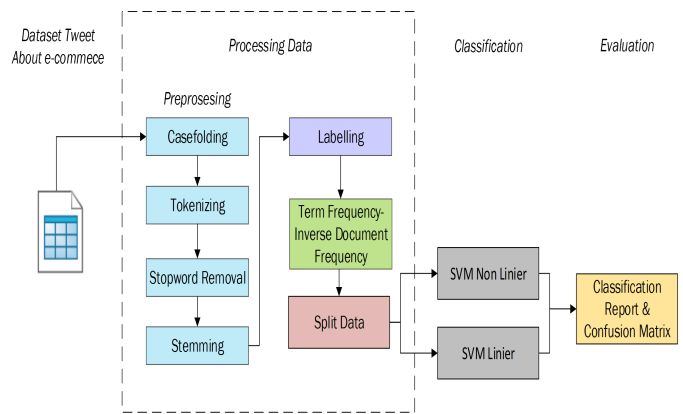 Dataset Tweet
About e-commece
Processing Data
Classification
Evaluation
Preprosesing
Casefolding
Tokenizing
Stopword Removal
Stemming
Labelling
Term Frequency-
Inverse Document
Frequency
Split Data
SVM Non Linier
SVM Linier
Classification
Report &
Confusion Matrix